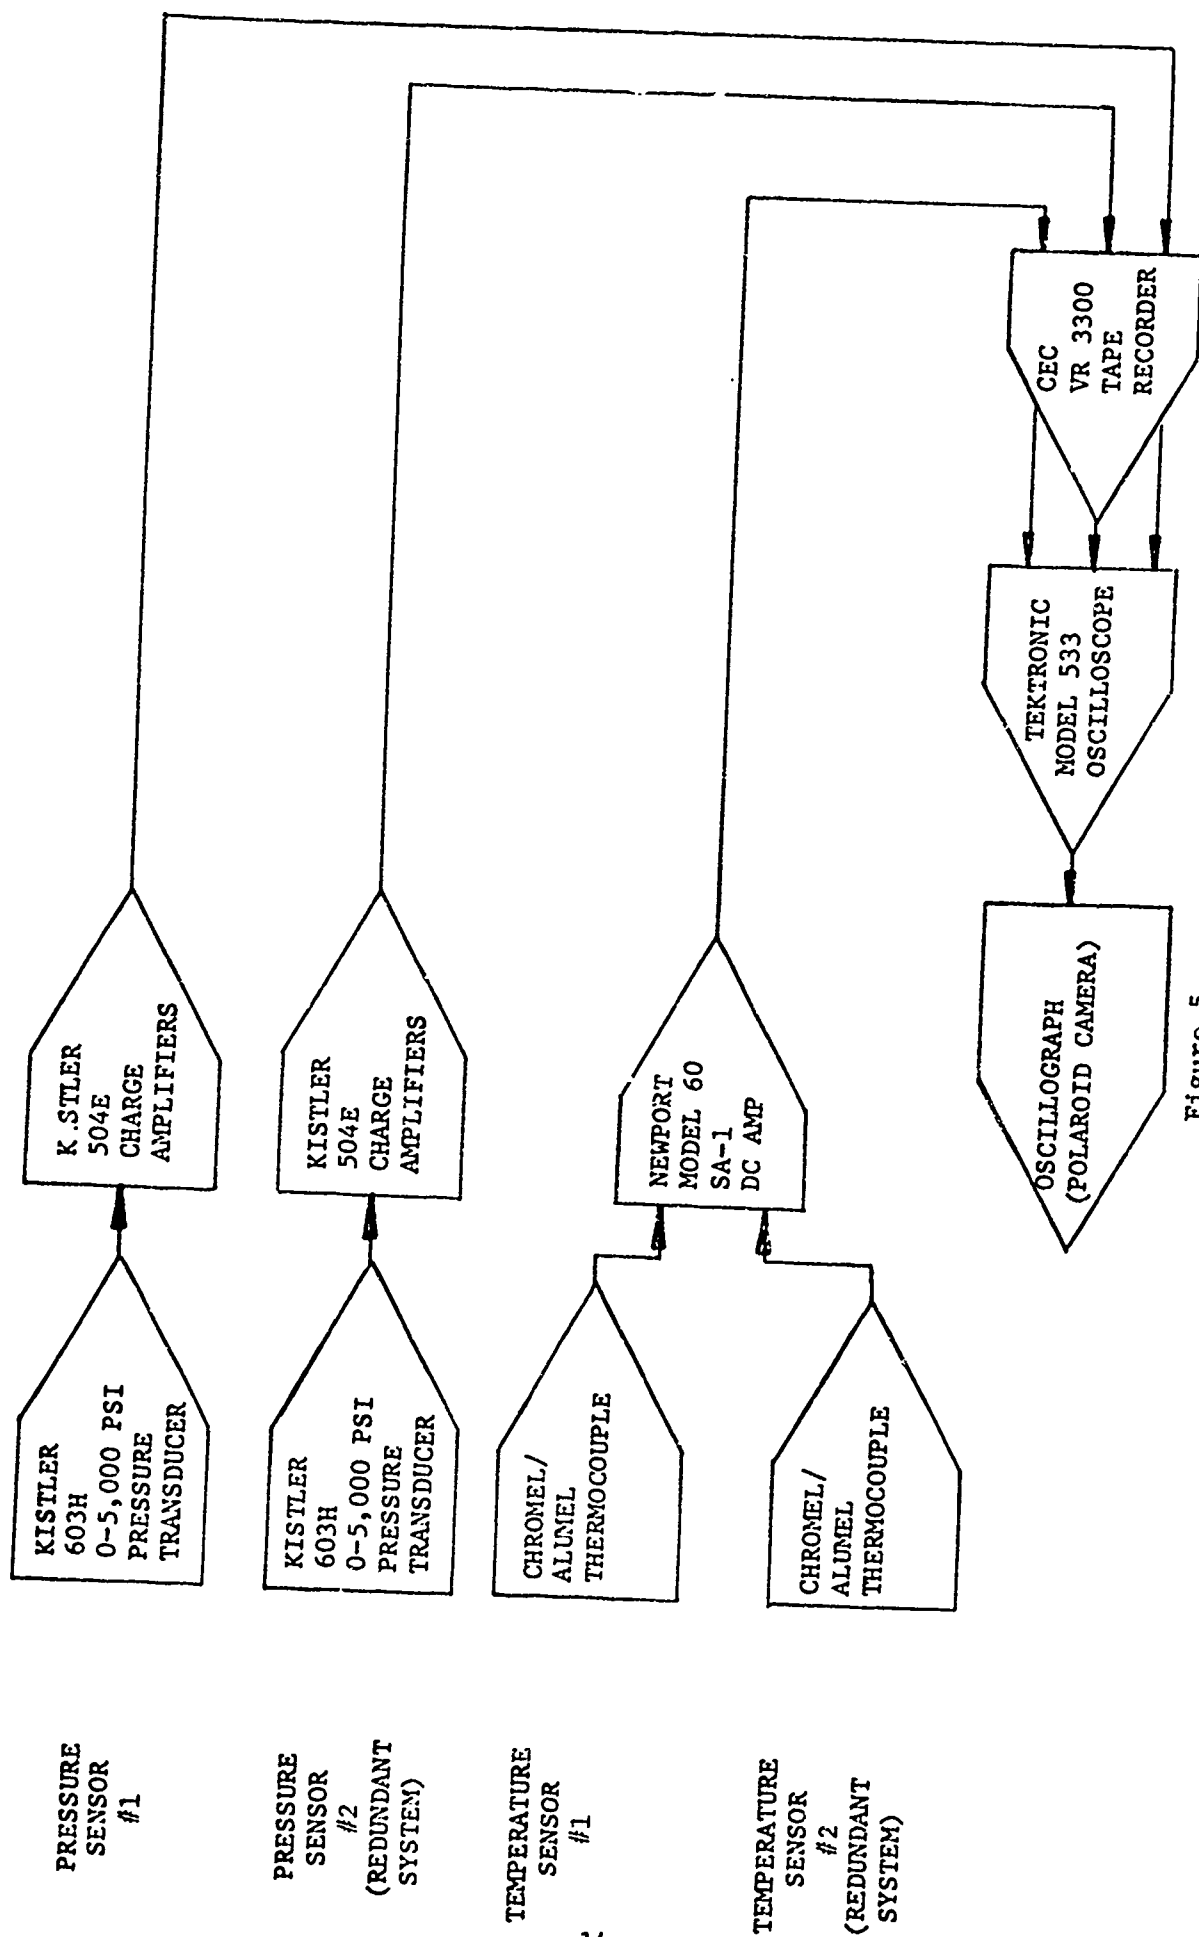 PRESSURE
SENSOR
#1
KISTLER
603H
0-5,000 PSI
PRESSURE
TRANSDUCER
K.STLER
504E
CHARGE
AMPLIFIERS
PRESSURE
SENSOR
#2
(REDUNDANT
SYSTEM)
KISTLER
603H
0-5,000 PSI
PRESSURE
TRANSDUCER
KISTLER
504E
CHARGE
AMPLIFIERS
TEMPERATURE
SENSOR
#1
CHROMEL/
ALUMEL
THERMOCOUPLE
NEWPORT
MODEL 60
SA-1
DC AMP
TEMPERATURE
SENSOR
#2
(REDUNDANT
SYSTEM)
CHROMEL/
ALUMEL
THERMOCOUPLE
OSCILLOGRAPH
(POLAROID CAMERA)
TEKTRONIC
MODEL 533
OSCILLOSCOPE
CEC
VR 3300
TAPE
RECORDER
Figure 5